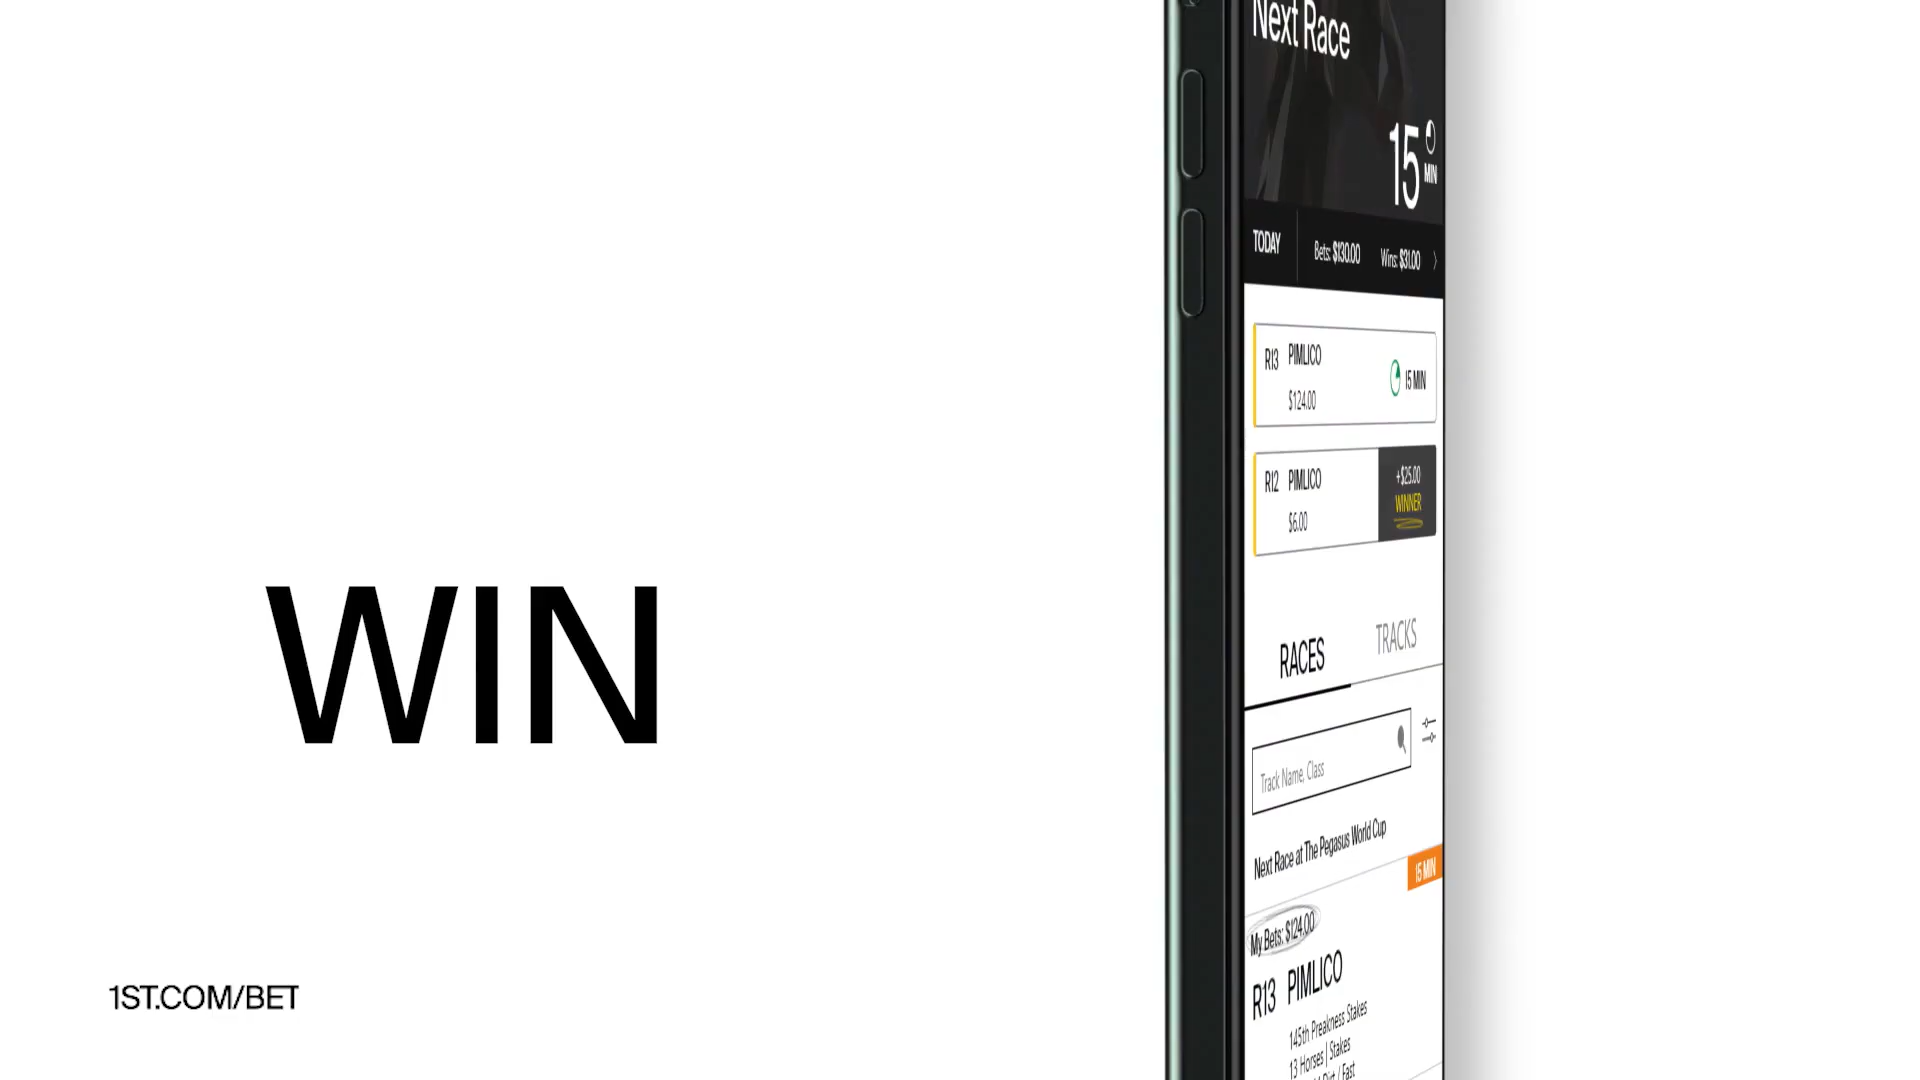 Next Race
15
MIN
TODAY
Bets: $130.00
Wins: $31.00
R13 PIMLICO
$124.00
15 MIN
R12 PIMLICO
$6.00
+$25.00
WINNER
WIN
RACES
TRACKS
Track Name, Class
Next Race at The Pegasus World Cup
15 MIN
My Bets: $124.00
R13 PIMLICO
145th Preakness Stakes
13 Horses | Stakes
Dirt / Fast
1ST.COM/BET